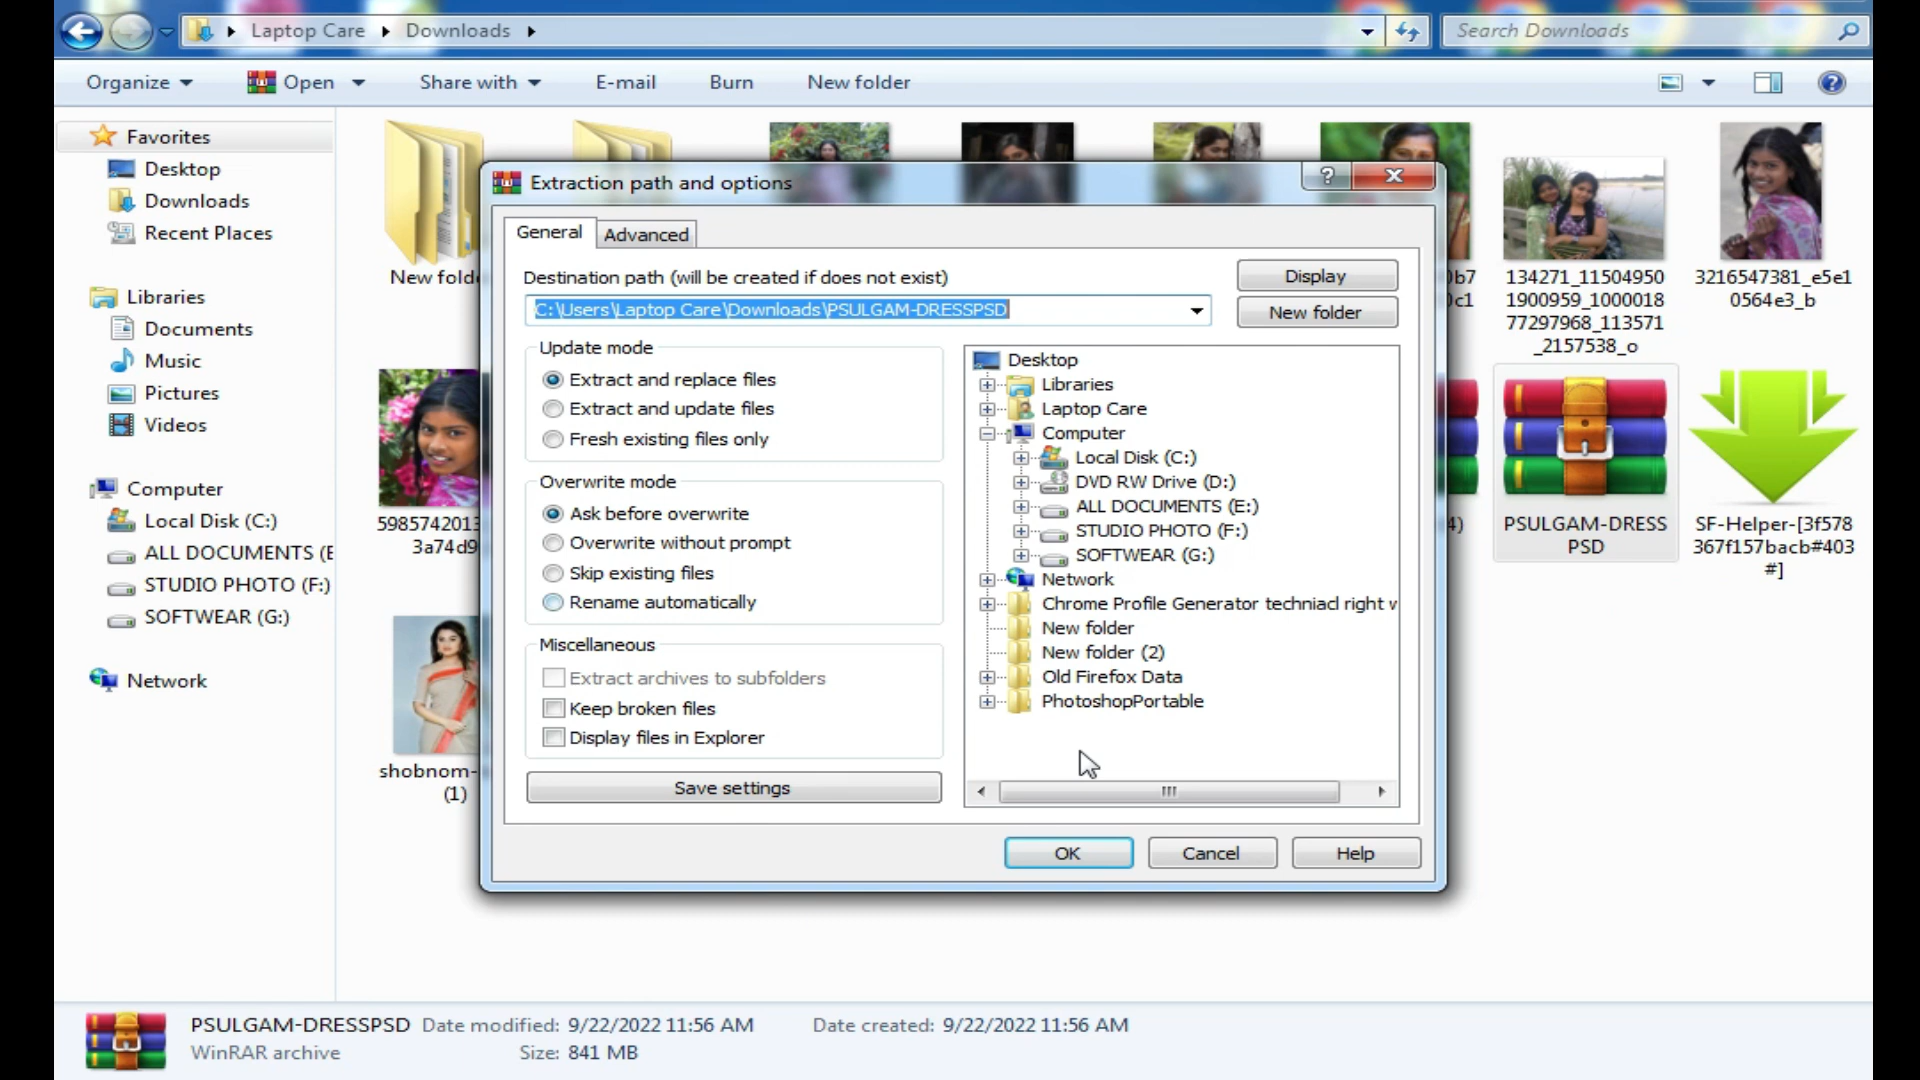 Laptop Care
Downloads
Search Downloads
Organize
Open
Share with
E-mail
Burn
New folder
Favorites
Desktop
Downloads
Recent Places
Libraries
Documents
Music
Pictures
Videos
Computer
Local Disk (C:)
ALL DOCUMENTS (E
STUDIO PHOTO (F:)
SOFTWEAR (G:)
Network
New folde
134271_11504950
1900959_1000018
77297968_113571
_2157538_o
3216547381_e5e1
0564e3_b
0b7
0c1
5985742013
3a74d9
4)
PSULGAM-DRESS
PSD
SF-Helper-[3f578
367f157bacb#403
#]
shobnom-
(1)
Extraction path and options
General
Advanced
Destination path (will be created if does not exist)
C:\Users\Laptop Care\Downloads\PSULGAM-DRESSPSD
Display
New folder
Update mode
Extract and replace files
Extract and update files
Fresh existing files only
Overwrite mode
Ask before overwrite
Overwrite without prompt
Skip existing files
Rename automatically
Miscellaneous
Extract archives to subfolders
Keep broken files
Display files in Explorer
Save settings
Desktop
Libraries
Laptop Care
Computer
Local Disk (C:)
DVD RW Drive (D:)
ALL DOCUMENTS (E:)
STUDIO PHOTO (F:)
SOFTWEAR (G:)
Network
Chrome Profile Generator techniacl right w
New folder
New folder (2)
Old Firefox Data
PhotoshopPortable
OK
Cancel
Help
PSULGAM-DRESSPSD Date modified: 9/22/2022 11:56 AM Date created: 9/22/2022 11:56 AM
WinRAR archive Size: 841 MB